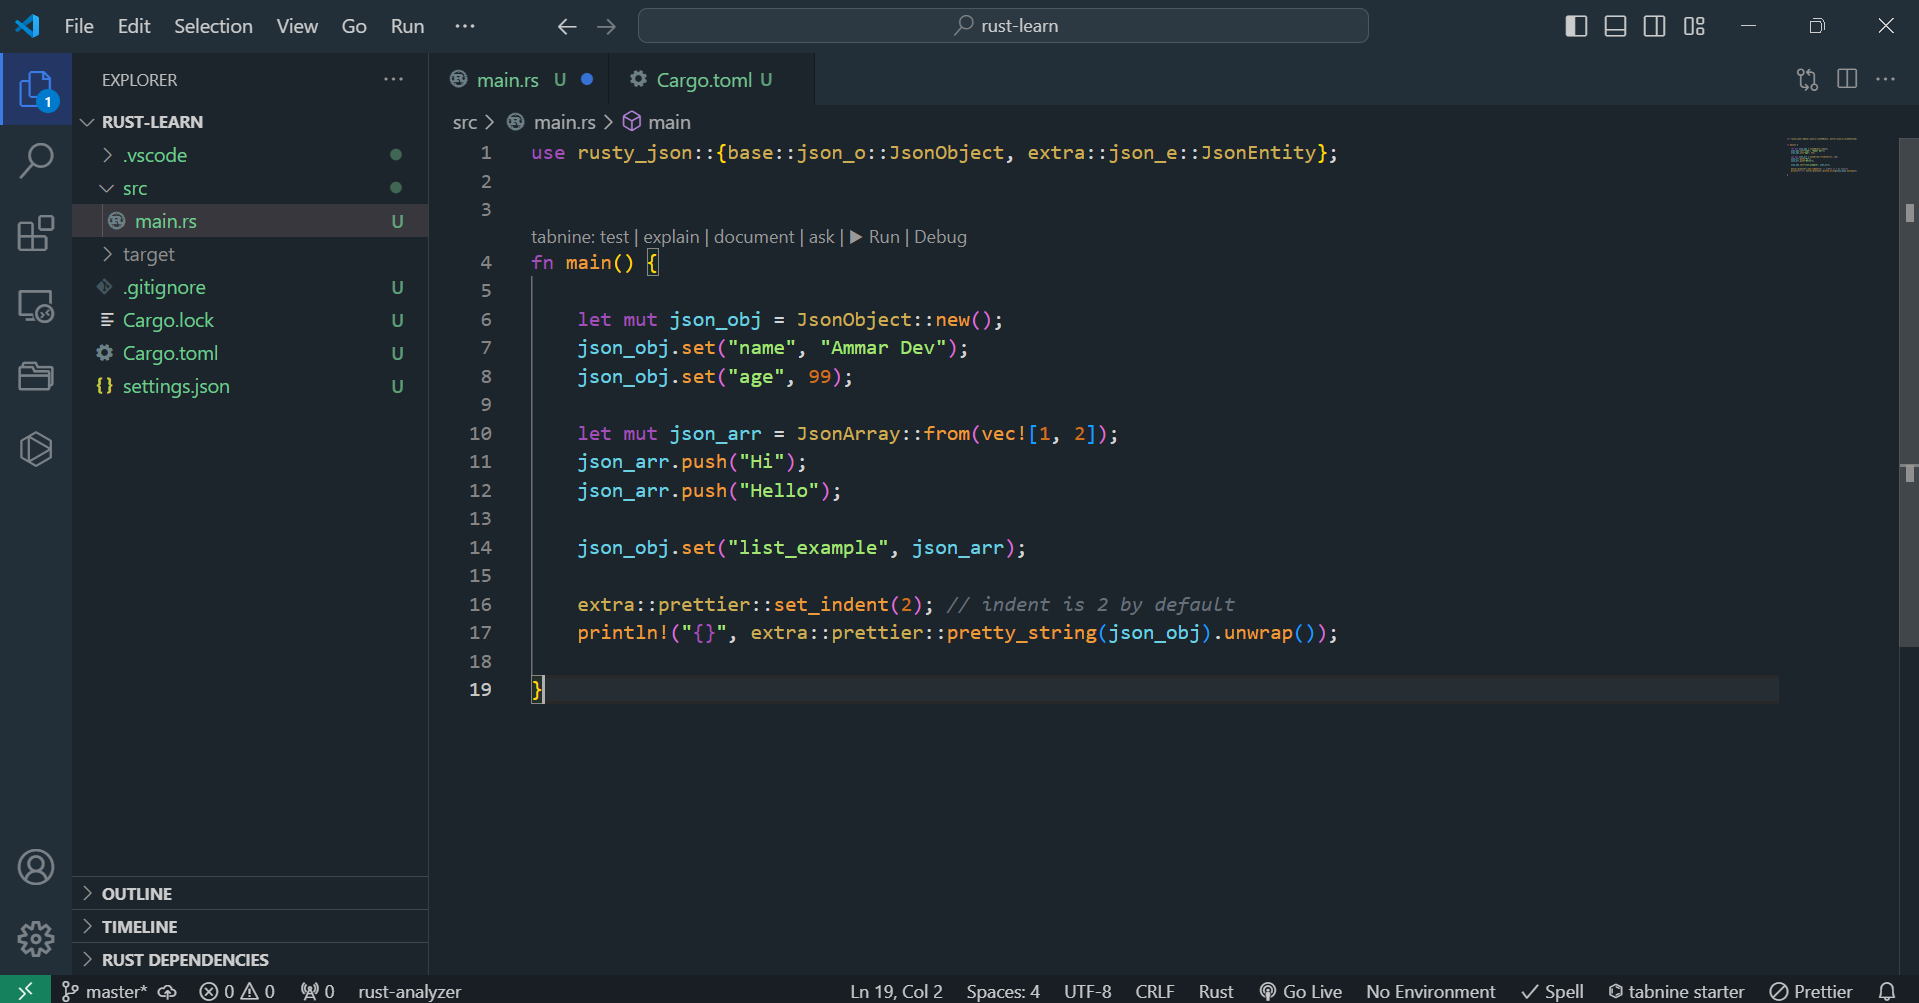 File Edit Selection View Go Run ··· rust-learn
EXPLORER ···
RUST-LEARN
.vscode
src
main.rs U
target
.gitignore U
Cargo.lock U
Cargo.toml U
{} settings.json U
OUTLINE
TIMELINE
RUST DEPENDENCIES
1
main.rs U Cargo.toml U
src > main.rs > main
1 use rusty_json::{base::json_o::JsonObject, extra::json_e::JsonEntity};
2
3
tabnine: test | explain | document | ask | ▶ Run | Debug
4 fn main() {
5
6 let mut json_obj = JsonObject::new();
7 json_obj.set("name", "Ammar Dev");
8 json_obj.set("age", 99);
9
10 let mut json_arr = JsonArray::from(vec![1, 2]);
11 json_arr.push("Hi");
12 json_arr.push("Hello");
13
14 json_obj.set("list_example", json_arr);
15
16 extra::prettier::set_indent(2); // indent is 2 by default
17 println!("{}", extra::prettier::pretty_string(json_obj).unwrap());
18
19 }
master* 0 0 0 rust-analyzer Ln 19, Col 2 Spaces: 4 UTF-8 CRLF Rust Go Live No Environment Spell tabnine starter Prettier